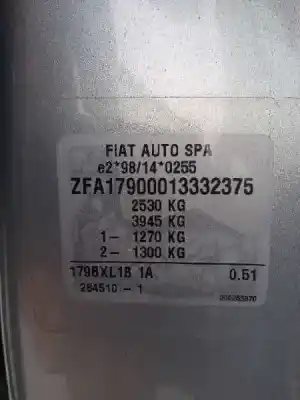 FIAT AUTO SPA
e2*98/14*0255
ZFA17900013332375
2530 KG
3945 KG
1- 1270 KG
2- 1300 KG
179BXL1B 1A 0.51
284510 - 1